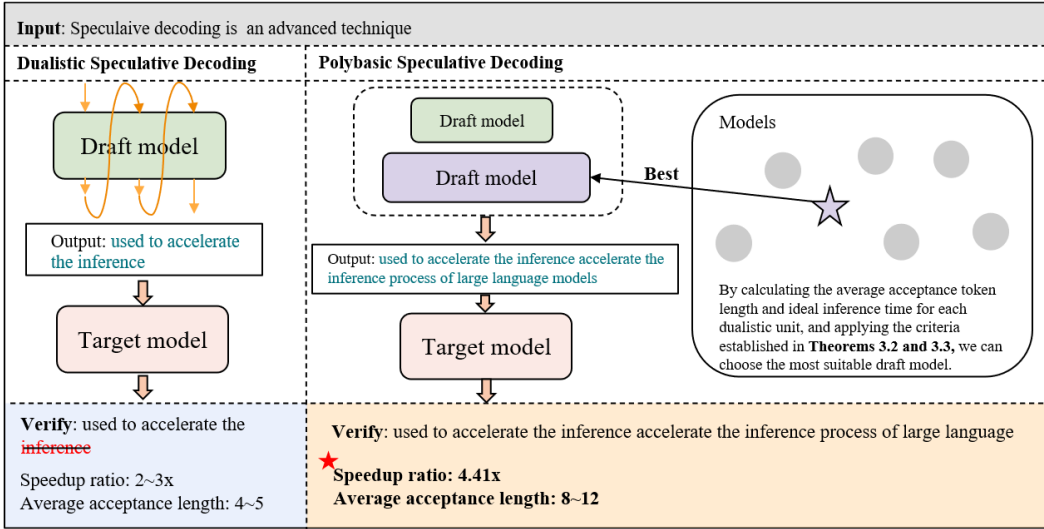 Input: Speculaive decoding is an advanced technique
Dualistic Speculative Decoding
Polybasic Speculative Decoding
Draft model
Output: used to accelerate
the inference
Target model
Verify: used to accelerate the
inference
Speedup ratio: 2~3x
Average acceptance length: 4~5
Draft model
Draft model
Best
Output: used to accelerate the inference accelerate the
inference process of large language models
Target model
Models
By calculating the average acceptance token
length and ideal inference time for each
dualistic unit, and applying the criteria
established in Theorems 3.2 and 3.3, we can
choose the most suitable draft model.
Verify: used to accelerate the inference accelerate the inference process of large language
Speedup ratio: 4.41x
Average acceptance length: 8~12